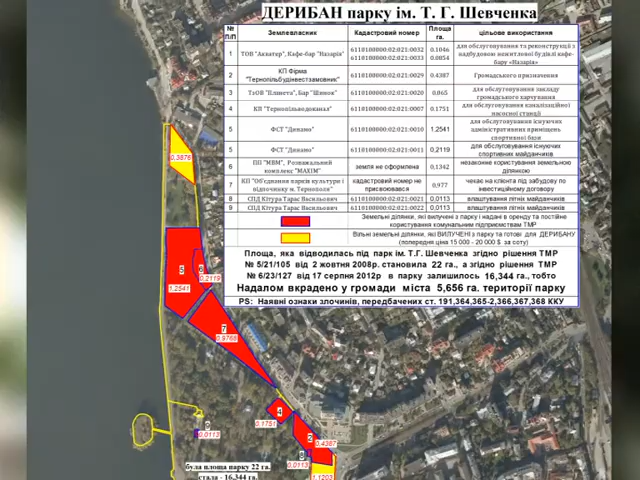 ДЕРИБАН парку ім. Т. Г. Шевченка
№ П/П Землевласник Кадастровий номер Площа га. цільове використання
1 ТОВ "Акватар", Кафе-бар "Назарія" 6110100000:02:021:0032 6110100000:02:021:0033 0.1046 0.0854 для обслуговування та реконструкції з надбудовою нежитлової будівлі кафе-бару «Назарія»
2 КП Фірма "Тернопільбудінвестзамовник" 6110100000:02:021:0029 0.4387 Громадського призначення
3 ТзОВ "Елімета", Бар "Шинок" 6110100000:02:021:0020 0,065 для обслуговування закладу громадського харчування
4 КП "Тернопільводоканал" 6110100000:02:021:0007 0.1751 для обслуговування каналізаційної насосної станції
5 ФСТ "Динамо" 6110100000:02:021:0010 1,2541 для обслуговування існуючих адміністративних приміщень спортивної бази
5 ФСТ "Динамо" 6110100000:02:021:0011 0,2119 для обслуговування існуючих спортивних майданчиків
6 ПП "МВМ", Розважальний комплекс "MAXIM" земля не оформлена 0,1342 незаконне користування земельною ділянкою
7 КП "Об'єднання парків культури і відпочинку м. Тернополя" кадастровий номер не присвоювався 0,977 чекає на клієнта під забудову по інвестиційному договору
8 СПД Кітура Тарас Васильович 6110100000:02:021:0021 0,0113 влаштування літніх майданчиків
9 СПД Кітура Тарас Васильович 6110100000:02:021:0022 0,0113 влаштування літніх майданчиків
Земельні ділянки, які вилучені з парку і надані в оренду та постійне користування комунальним підприємствам ТМР
Вільні земельні ділянки, які ВИЛУЧЕНІ з парку та готові для ДЕРИБАНУ (попередня ціна 15 000 - 20 000 $ за соту)
Площа, яка відводилась під парк ім. Т.Г. Шевченка згідно рішення ТМР
№ 5/21/105 від 2 жовтня 2008р. становила 22 га., а згідно рішення ТМР
№ 6/23/127 від 17 серпня 2012р в парку залишилось 16,344 га., тобто
Надалом вкрадено у громади міста 5,656 га. території парку
PS: Наявні ознаки злочинів, передбачених ст. 191,364,365-2,366,367,368 ККУ
0,3876
5
1,2541
0,2119
7
0,9768
4
0.1751
9
0,0113
2
0,4387
8
0,0113
була площа парку 22 га.
стала - 16,344 га.